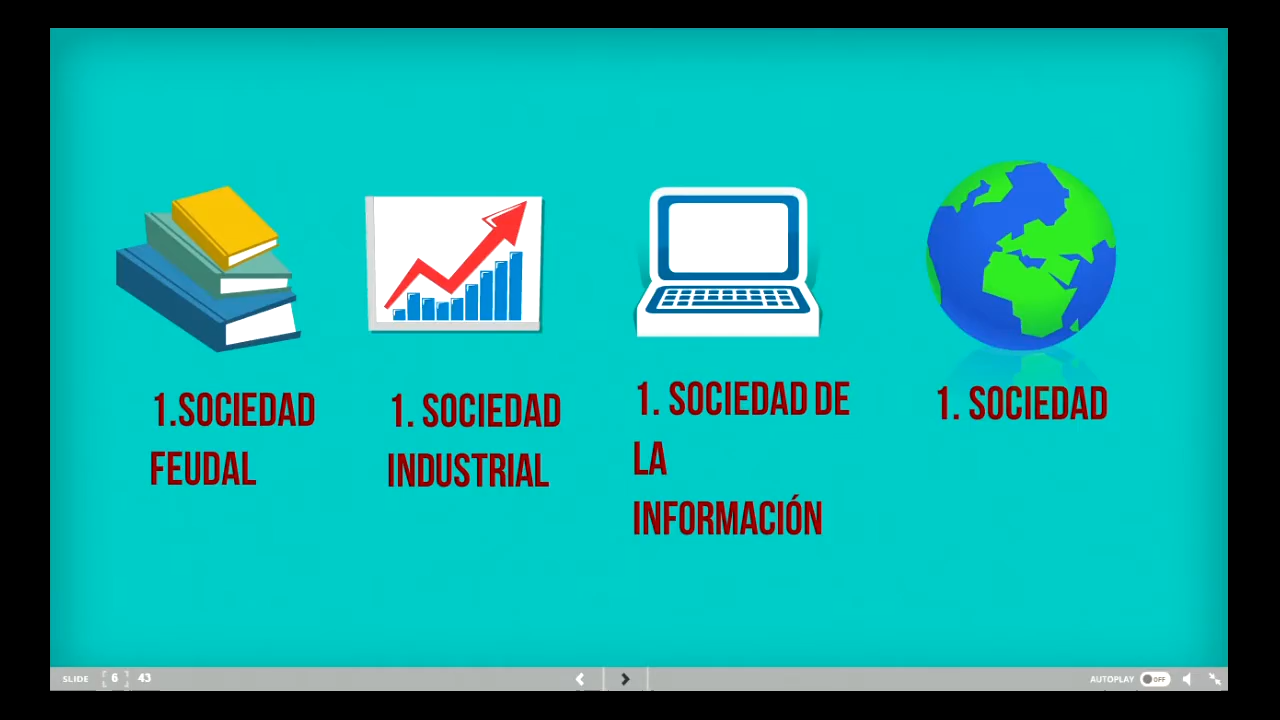 1.SOCIEDAD
FEUDAL
1. SOCIEDAD
INDUSTRIAL
1. SOCIEDAD DE
LA
INFORMACIÓN
1. SOCIEDAD
SLIDE 6 43
AUTOPLAY OFF